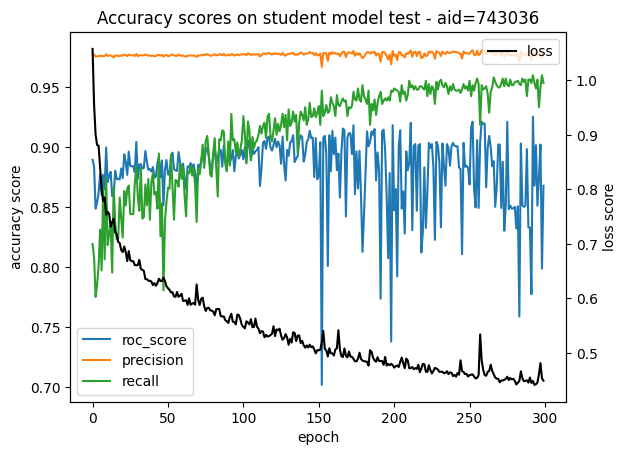 Accuracy scores on student model test - aid=743036
accuracy score
0.95
0.90
0.85
0.80
0.75
0.70
loss
1.0
0.9
0.8
0.7
0.6
0.5
loss score
roc_score
precision
recall
0 50 100 150 200 250 300
epoch